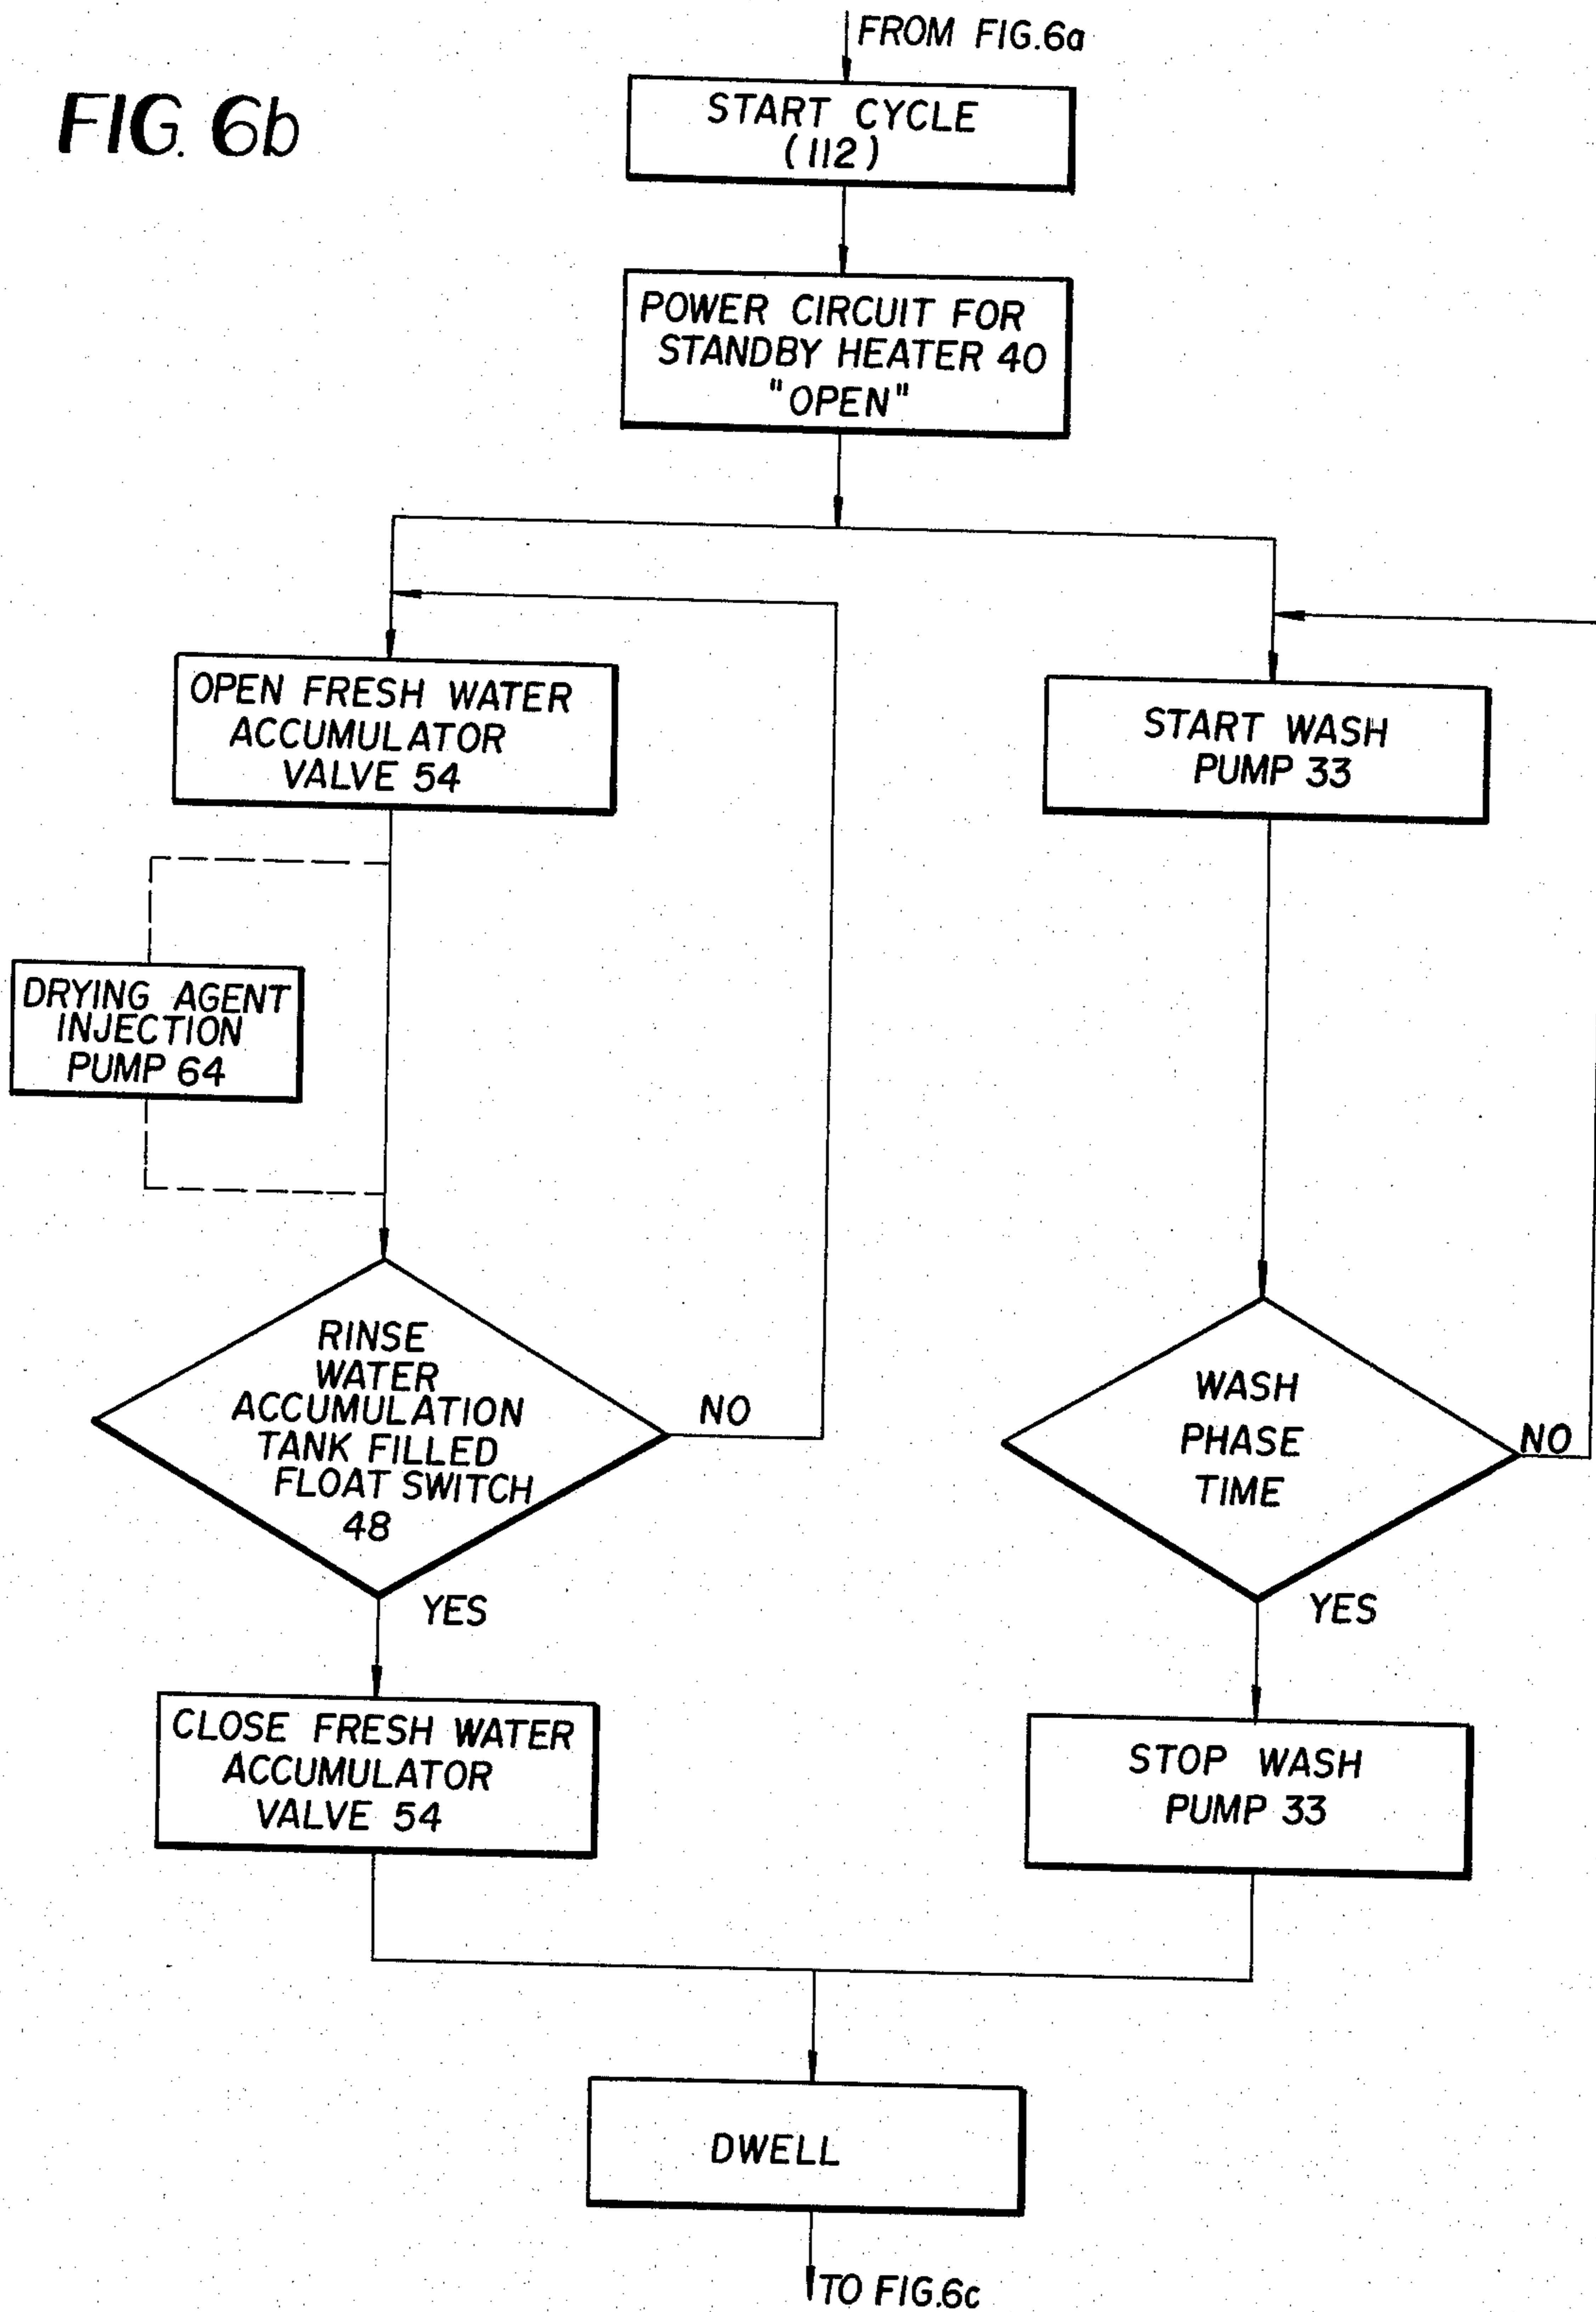 FROM FIG.6a
FIG. 6b
START CYCLE
(112)
POWER CIRCUIT FOR
STANDBY HEATER 40
"OPEN"
OPEN FRESH WATER
ACCUMULATOR
VALVE 54
START WASH
PUMP 33
DRYING AGENT
INJECTION
PUMP 64
RINSE
WATER
ACCUMULATION
TANK FILLED
FLOAT SWITCH
48
NO
YES
WASH
PHASE
TIME
NO
YES
CLOSE FRESH WATER
ACCUMULATOR
VALVE 54
STOP WASH
PUMP 33
DWELL
TO FIG.6c